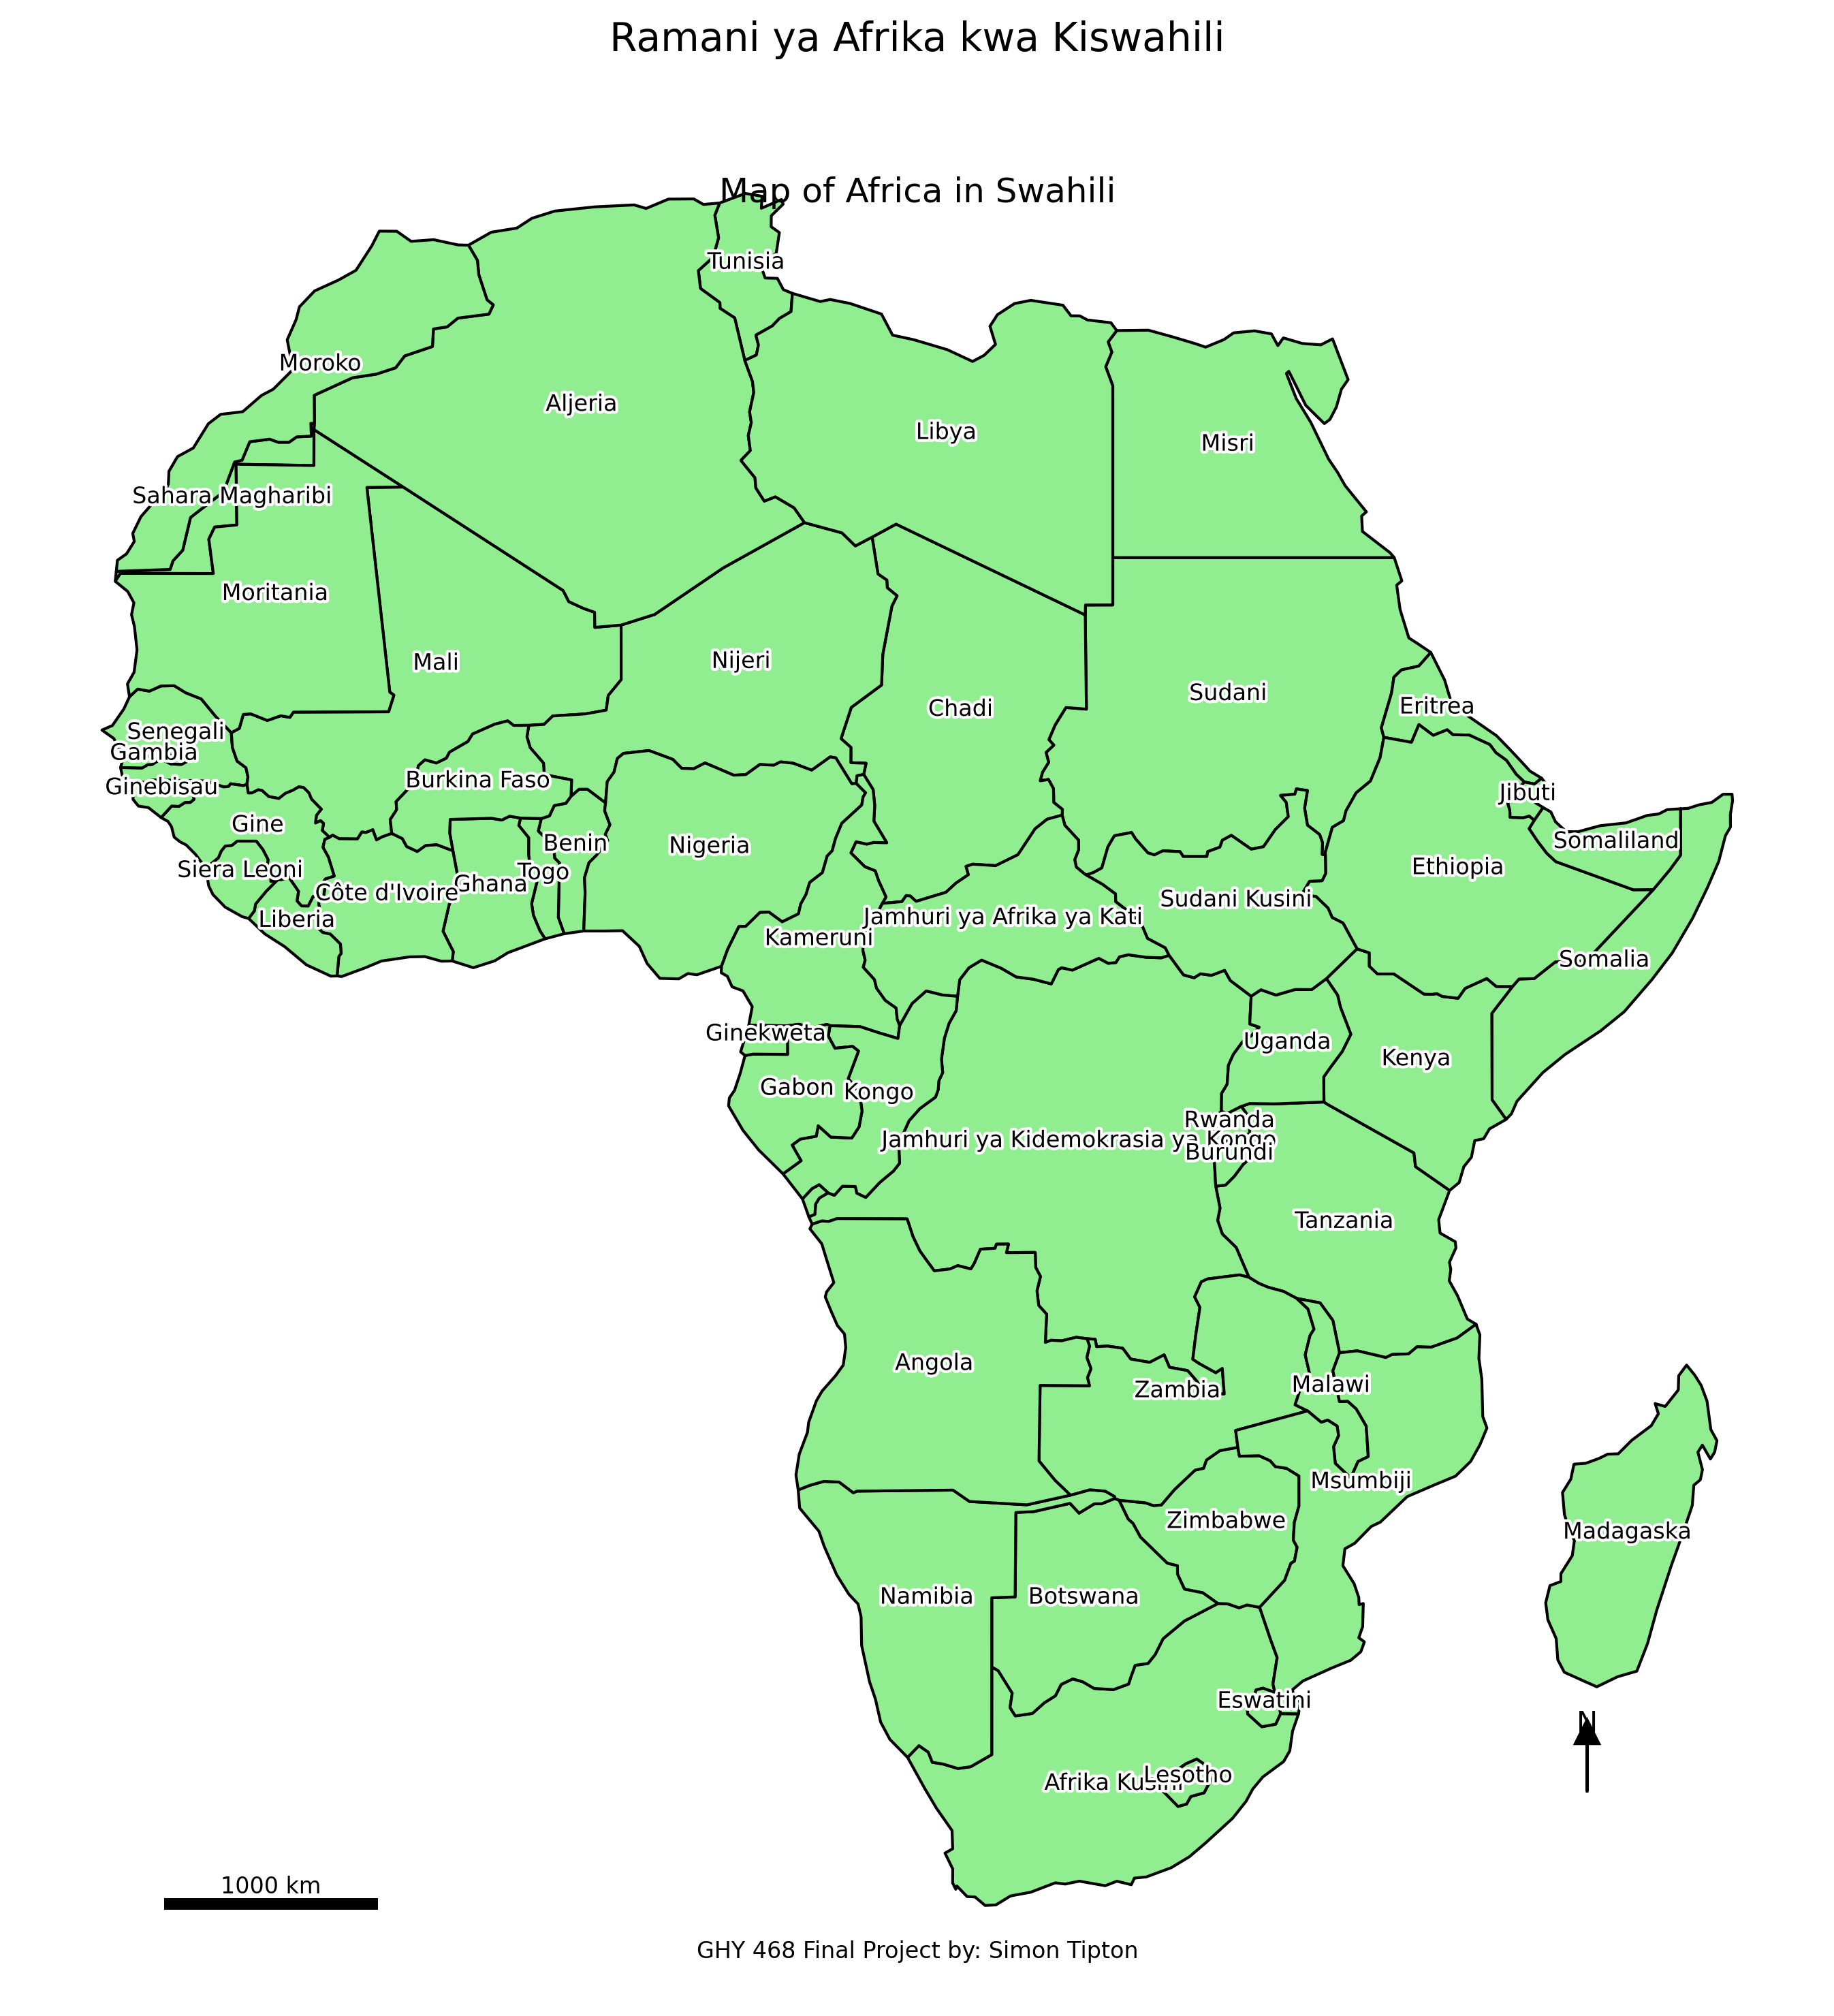 Ramani ya Afrika kwa Kiswahili
Map of Africa in Swahili
Tunisia
Moroko
Aljeria
Libya
Misri
Sahara Magharibi
Moritania
Mali
Nijeri
Chadi
Sudani
Eritrea
Senegali
Gambia
Ginebisau
Burkina Faso
Jibuti
Gine
Benin
Nigeria
Somaliland
Siera Leoni
Togo
Ethiopia
Côte d'Ivoire
Ghana
Sudani Kusini
Liberia
Jamhuri ya Afrika ya Kati
Kameruni
Somalia
Ginekweta
Uganda
Kenya
Gabon
Kongo
Rwanda
Jamhuri ya Kidemokrasia ya Kongo
Burundi
Tanzania
Angola
Zambia
Malawi
Msumbiji
Zimbabwe
Madagaska
Namibia
Botswana
Eswatini
N
Afrika Kusini
Lesotho
1000 km
GHY 468 Final Project by: Simon Tipton